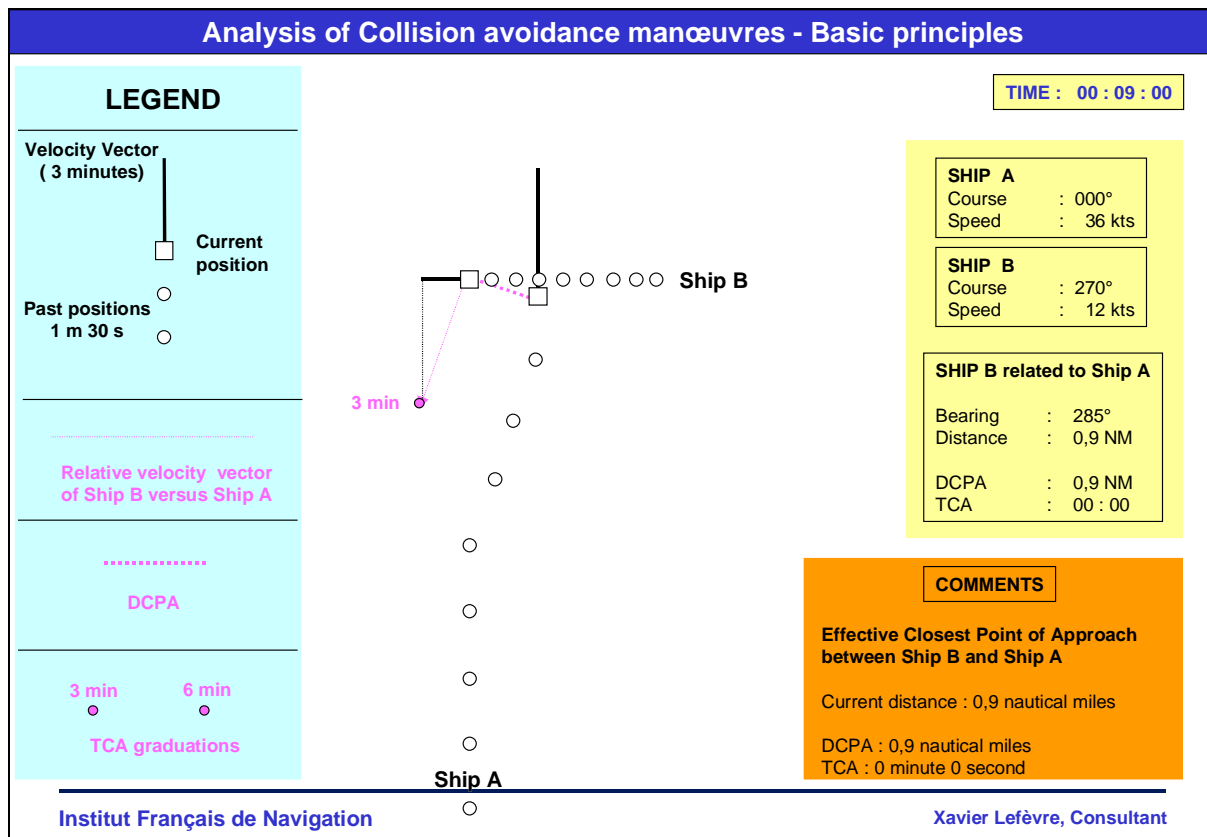 Analysis of Collision avoidance manœuvres - Basic principles
LEGEND
Velocity Vector
( 3 minutes)
Current
position
Past positions
1 m 30 s
Relative velocity vector
of Ship B versus Ship A
DCPA
3 min 6 min
TCA graduations
Ship B
3 min
Ship A
TIME : 00 : 09 : 00
SHIP A
Course : 000°
Speed : 36 kts
SHIP B
Course : 270°
Speed : 12 kts
SHIP B related to Ship A
Bearing : 285°
Distance : 0,9 NM
DCPA : 0,9 NM
TCA : 00 : 00
COMMENTS
Effective Closest Point of Approach
between Ship B and Ship A
Current distance : 0,9 nautical miles
DCPA : 0,9 nautical miles
TCA : 0 minute 0 second
Institut Français de Navigation
Xavier Lefèvre, Consultant